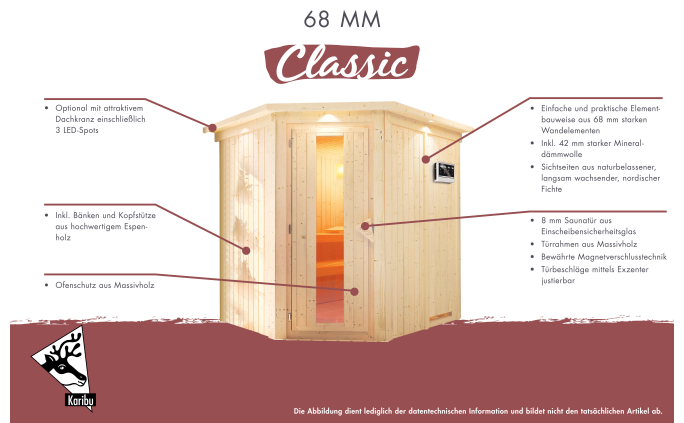 68 MM
Classic
• Optional mit attraktivem
Dachkranz einschließlich
3 LED-Spots
• Inkl. Bänken und Kopfstütze
aus hochwertigem Espen-
holz
• Ofenschutz aus Massivholz
• Einfache und praktische Element-
bauweise aus 68 mm starken
Wandelementen
• Inkl. 42 mm starker Mineral-
dämmwolle
• Sichtseiten aus naturbelassener,
langsam wachsender, nordischer
Fichte
• 8 mm Saunatür aus
Einscheibensicherheitsglas
• Türrahmen aus Massivholz
• Bewährte Magnetverschlusstechnik
• Türbeschläge mittels Exzenter
justierbar
Karibu
Die Abbildung dient lediglich der datentechnischen Information und bildet nicht den tatsächlichen Artikel ab.